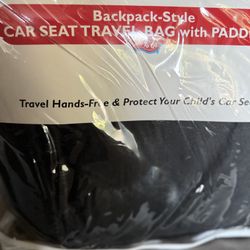 Backpack-Style
CAR SEAT TRAVEL BAG with PADD
Travel Hands-Free & Protect Your Child's Car Se